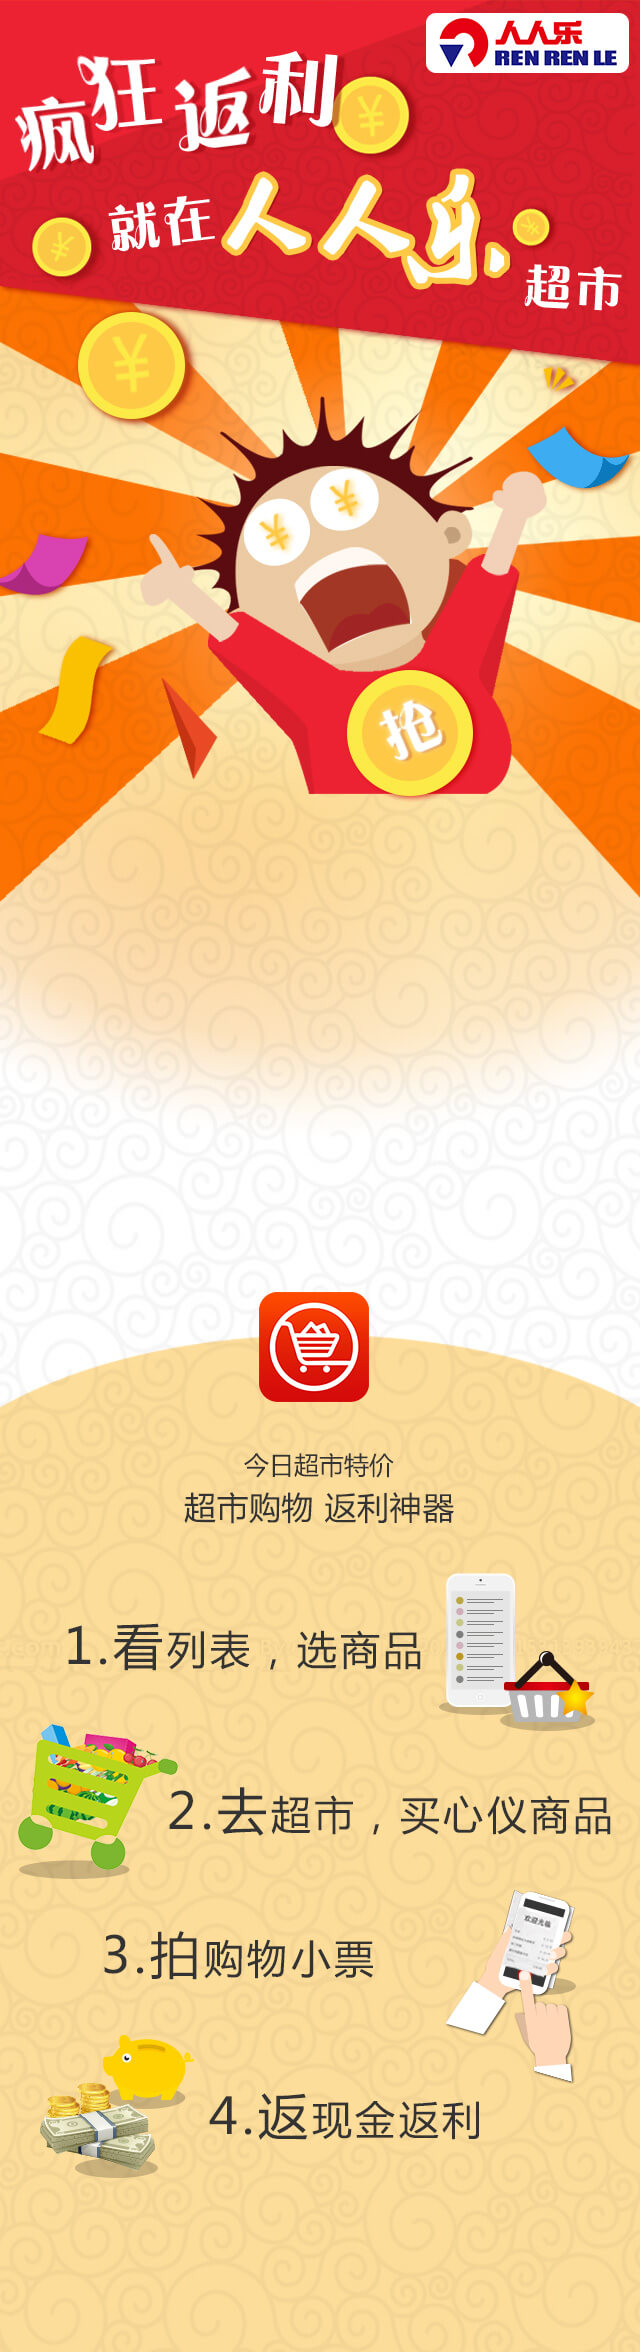 人人乐
REN REN LE
疯狂返利
就在人人乐超市
抢
今日超市特价
超市购物 返利神器
1.看列表，选商品
2.去超市，买心仪商品
欢迎光临
3.拍购物小票
4.返现金返利